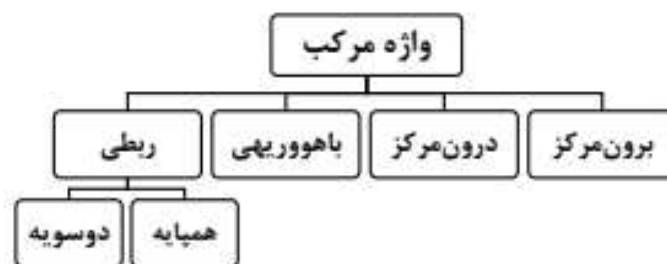 واژه مرکب
برون‌مرکز
درون‌مرکز
باهووریهی
ربطی
همپایه
دوسویه